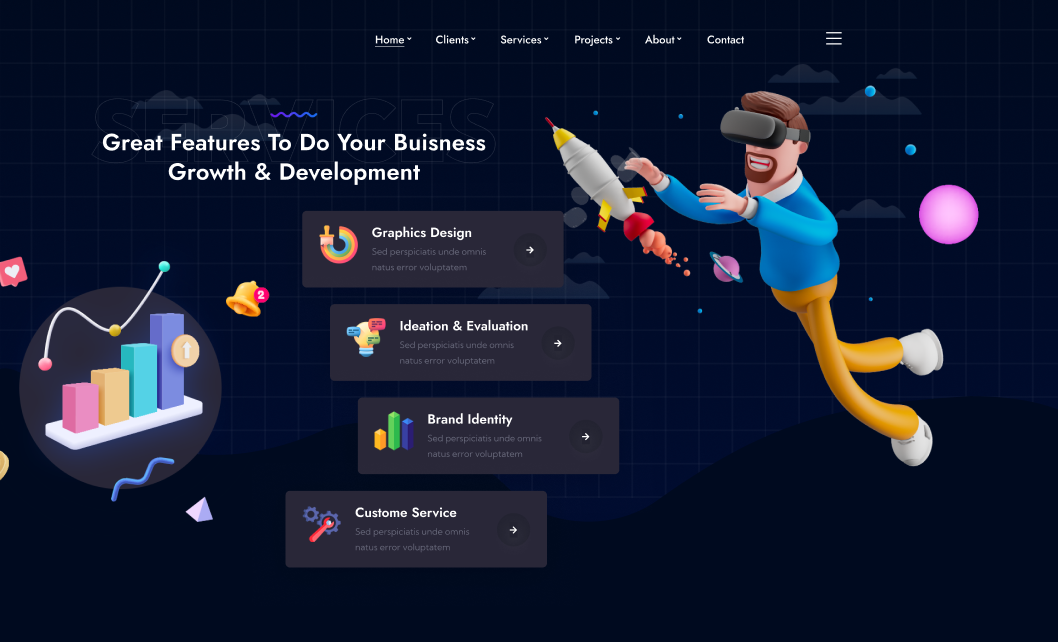 Home
Clients
Services
Projects
About
Contact
SERVICES
Great Features To Do Your Buisness
Growth & Development
Graphics Design
Sed perspiciatis unde omnis
natus error voluptatem
2
Ideation & Evaluation
Sed perspiciatis unde omnis
natus error voluptatem
Brand Identity
Sed perspiciatis unde omnis
natus error voluptatem
Custome Service
Sed perspiciatis unde omnis
natus error voluptatem